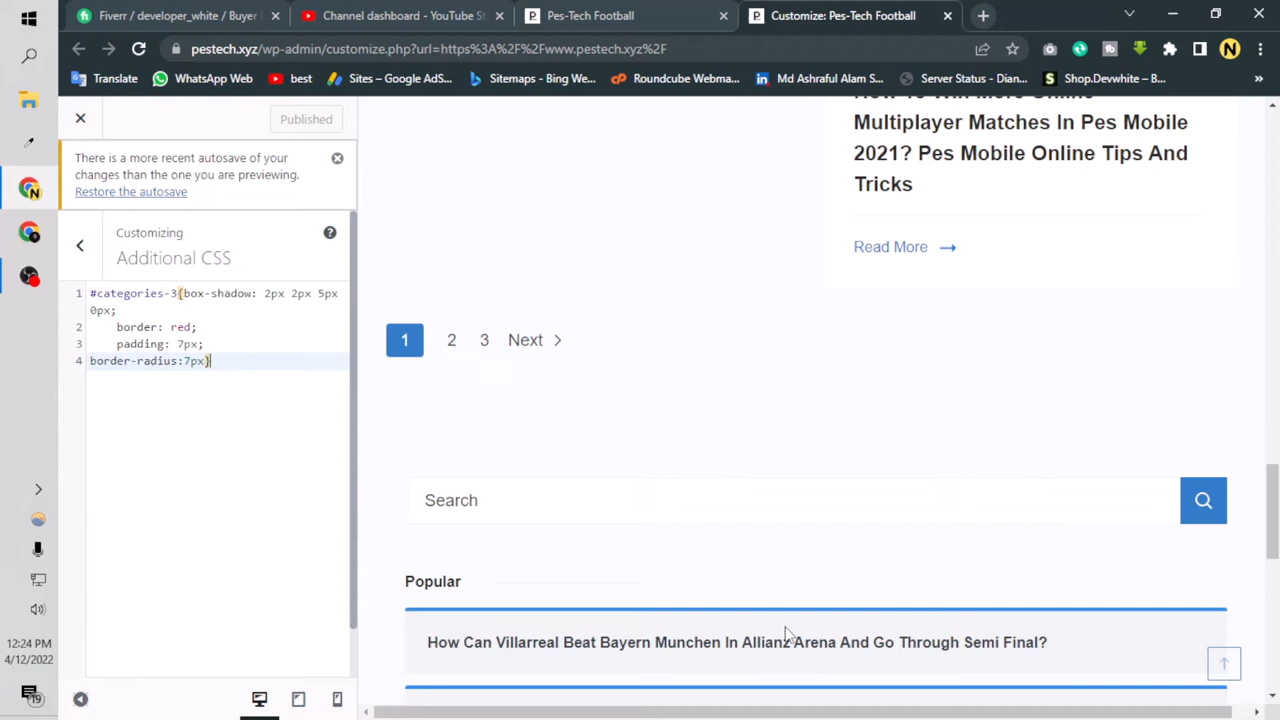 Fiverr / developer_white / Buyer
Channel dashboard - YouTube St
Pes-Tech Football
Customize: Pes-Tech Football
pestech.xyz/wp-admin/customize.php?url=https%3A%2F%2Fwww.pestech.xyz%2F
Translate
WhatsApp Web
best
Sites – Google AdS...
Sitemaps - Bing We...
Roundcube Webma...
Md Ashraful Alam S...
Server Status - Dian...
Shop.Devwhite – B...
»
Published
There is a more recent autosave of your
changes than the one you are previewing.
Restore the autosave
Customizing
Additional CSS
1 #categories-3{box-shadow: 2px 2px 5px
0px;
2 border: red;
3 padding: 7px;
4 border-radius:7px}
Multiplayer Matches In Pes Mobile
2021? Pes Mobile Online Tips And
Tricks
Read More
1 2 3 Next
Search
Popular
How Can Villarreal Beat Bayern Munchen In Allianz Arena And Go Through Semi Final?
12:24 PM
4/12/2022
19